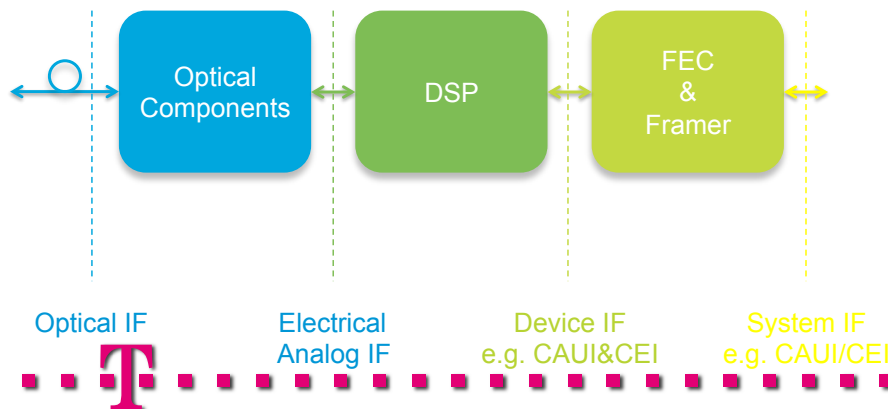 Optical
Components
DSP
FEC
&
Framer
Optical IF
Electrical
Analog IF
Device IF
e.g. CAUI&CEI
System IF
e.g. CAUI/CEI
T